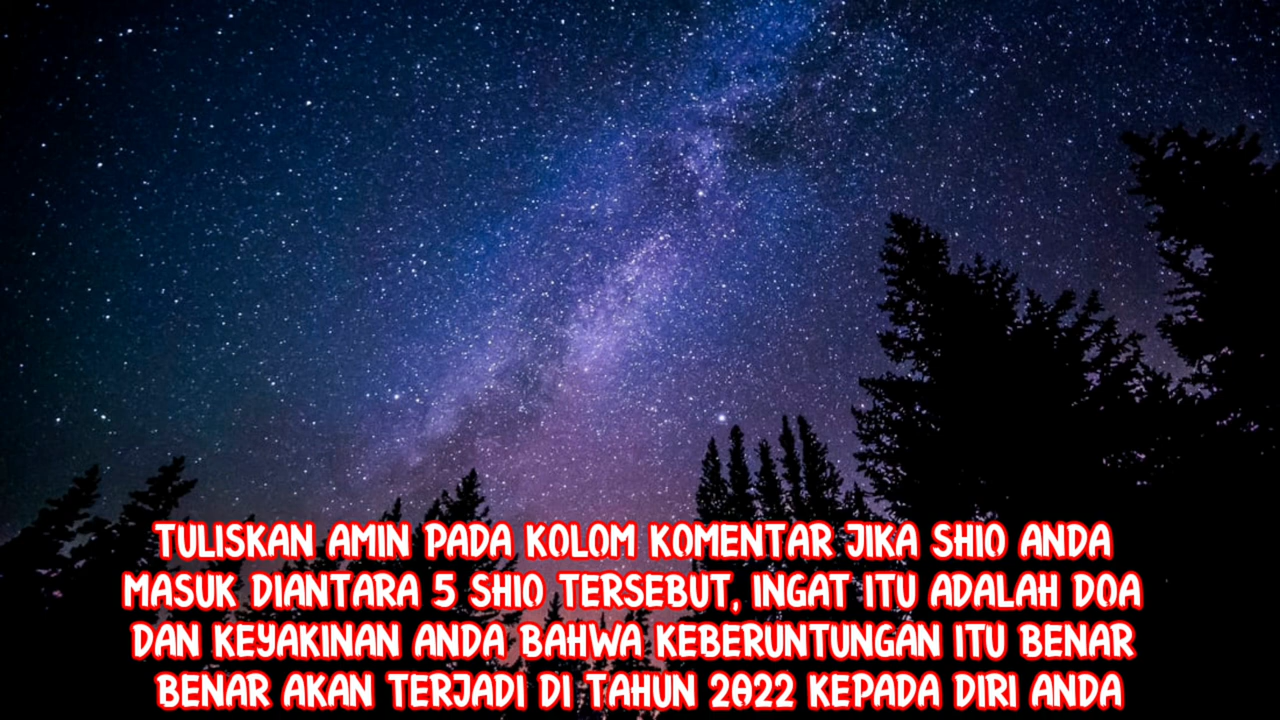 TULISKAN AMIN PADA KOLOM KOMENTAR JIKA SHIO ANDA
MASUK DIANTARA 5 SHIO TERSEBUT, INGAT ITU ADALAH DOA
DAN KEYAKINAN ANDA BAHWA KEBERUNTUNGAN ITU BENAR
BENAR AKAN TERJADI DI TAHUN 2022 KEPADA DIRI ANDA